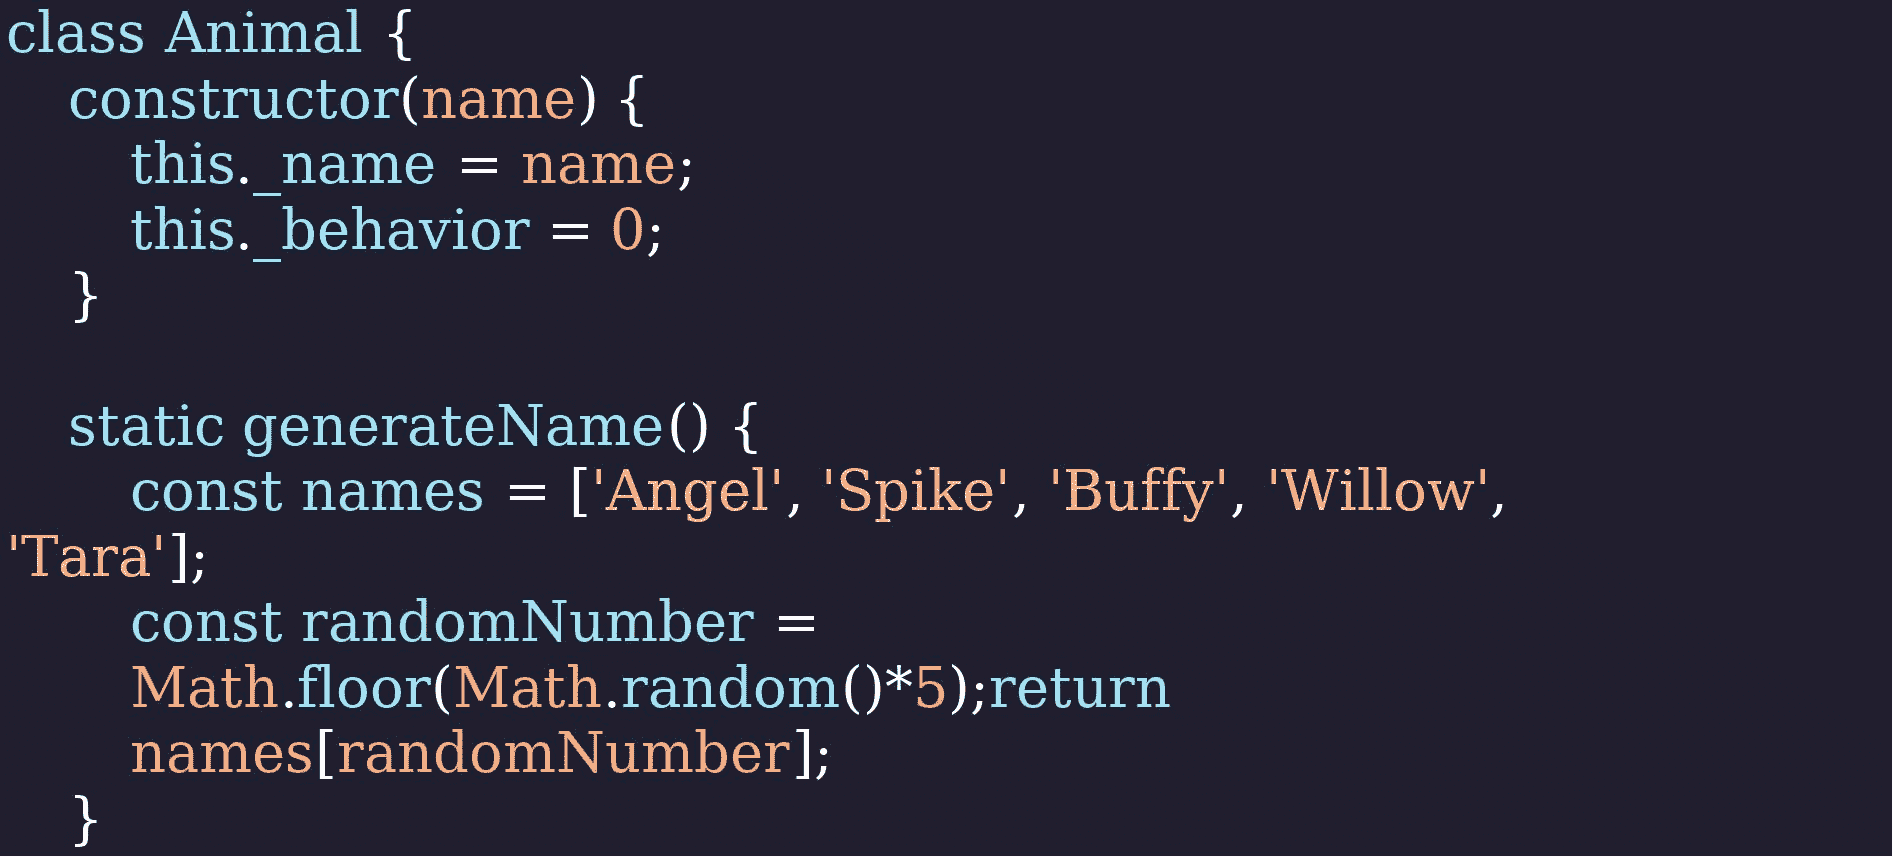 class Animal {
constructor(name) {
this._name = name;
this._behavior = 0;
}
static generateName() {
const names = ['Angel', 'Spike', 'Buffy', 'Willow',
'Tara'];
const randomNumber =
Math.floor(Math.random()*5);return
names[randomNumber];
}